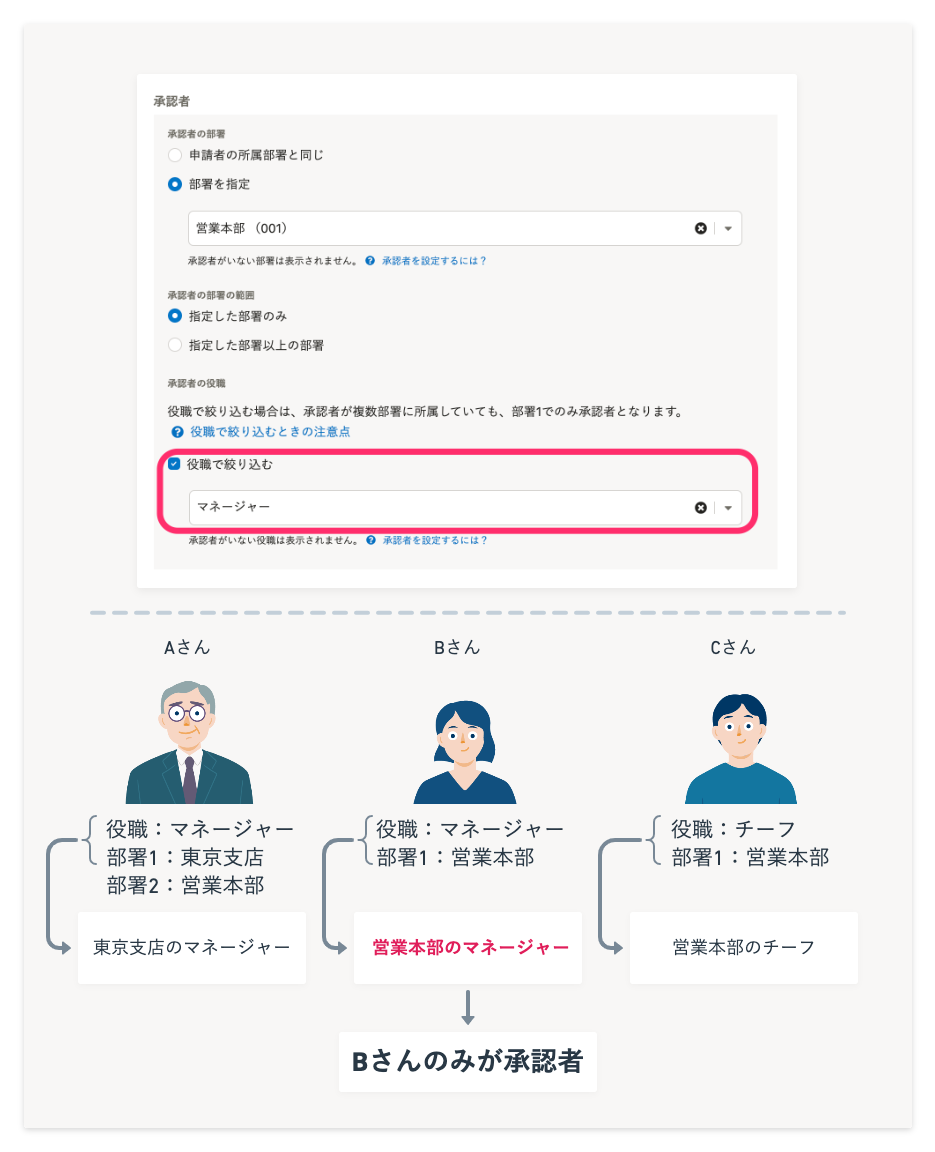 承認者
承認者の部署
申請者の所属部署と同じ
部署を指定
営業本部 （001）
承認者がいない部署は表示されません。 承認者を設定するには？
承認者の部署の範囲
指定した部署のみ
指定した部署以上の部署
承認者の役職
役職で絞り込む場合は、承認者が複数部署に所属していても、部署1でのみ承認者となります。
役職で絞り込むときの注意点
役職で絞り込む
マネージャー
承認者がいない役職は表示されません。 承認者を設定するには？
Aさん
Bさん
Cさん
役職：マネージャー
部署1：東京支店
部署2：営業本部
役職：マネージャー
部署1：営業本部
役職：チーフ
部署1：営業本部
東京支店のマネージャー
営業本部のマネージャー
営業本部のチーフ
Bさんのみが承認者